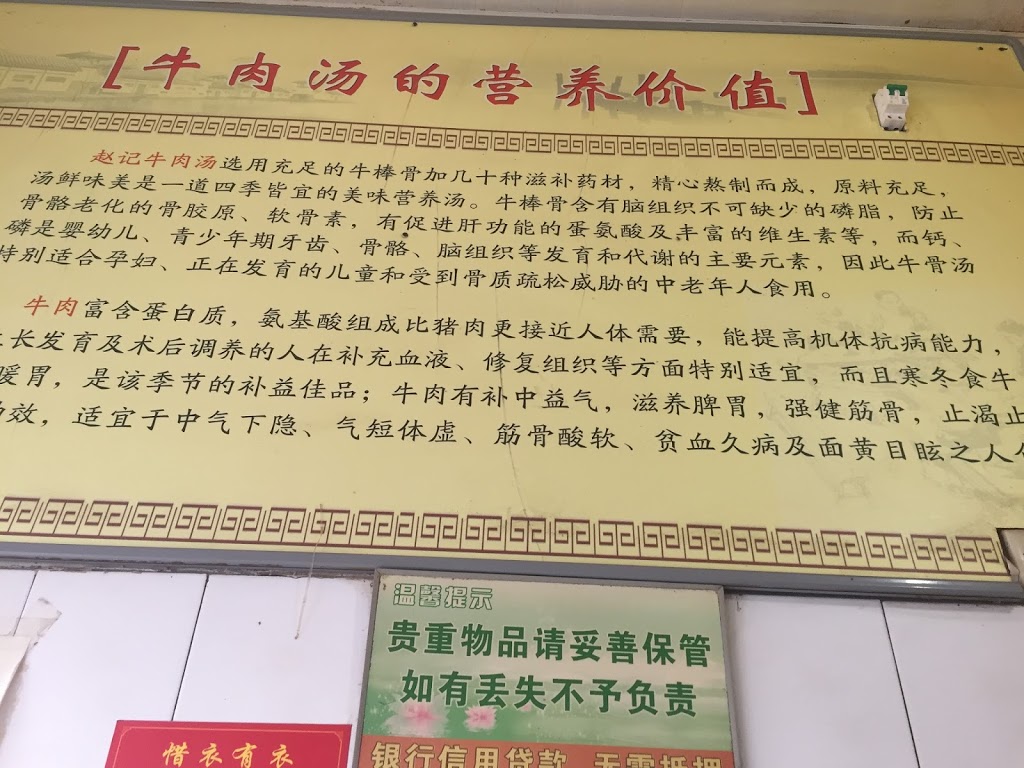 [牛肉汤的营养价值]
赵记牛肉汤选用充足的牛棒骨加几十种滋补药材，精心熬制而成，原料充足，
汤鲜味美是一道四季皆宜的美味营养汤。牛棒骨含有脑组织不可缺少的磷脂，防止
骨骼老化的骨胶原、软骨素，有促进肝功能的蛋氨酸及丰富的维生素等，而钙、
磷是婴幼儿、青少年期牙齿、骨骼、脑组织等发育和代谢的主要元素，因此牛骨汤
特别适合孕妇、正在发育的儿童和受到骨质疏松威胁的中老年人食用。
牛肉富含蛋白质，氨基酸组成比猪肉更接近人体需要，能提高机体抗病能力，
长发育及术后调养的人在补充血液、修复组织等方面特别适宜，而且寒冬食牛
暖胃，是该季节的补益佳品；牛肉有补中益气，滋养脾胃，强健筋骨，止渴止
效，适宜于中气下隐、气短体虚、筋骨酸软、贫血久病及面黄目眩之人
温馨提示
贵重物品请妥善保管
如有丢失不予负责
银行信用贷款 无需抵押
惜衣有衣